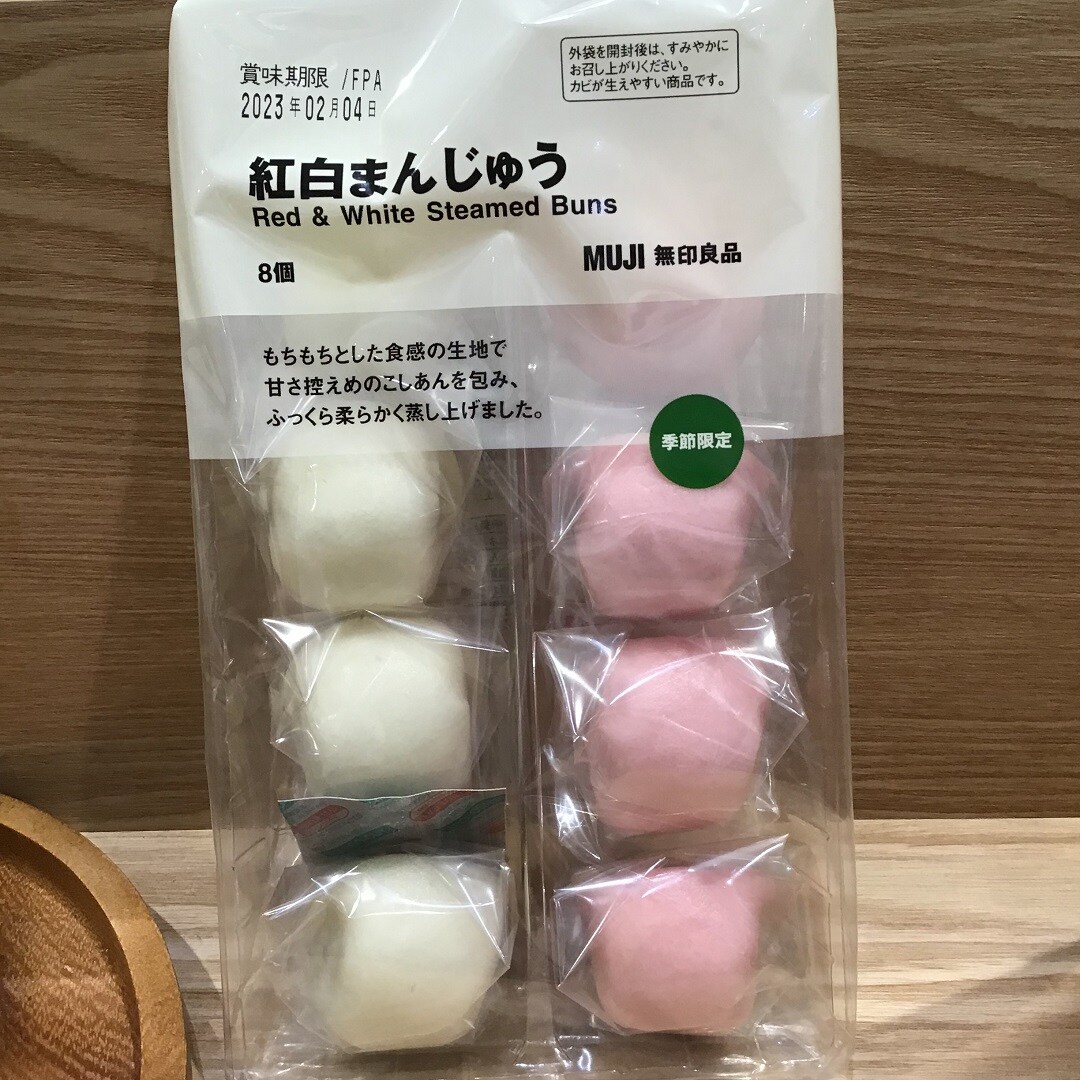 賞味期限 /FPA
2023年02月04日
外袋を開封後は、すみやかに
お召し上がりください。
カビが生えやすい商品です。
紅白まんじゅう
Red & White Steamed Buns
8個
MUJI 無印良品
もちもちとした食感の生地で
甘さ控えめのこしあんを包み、
ふっくら柔らかく蒸し上げました。
季節限定